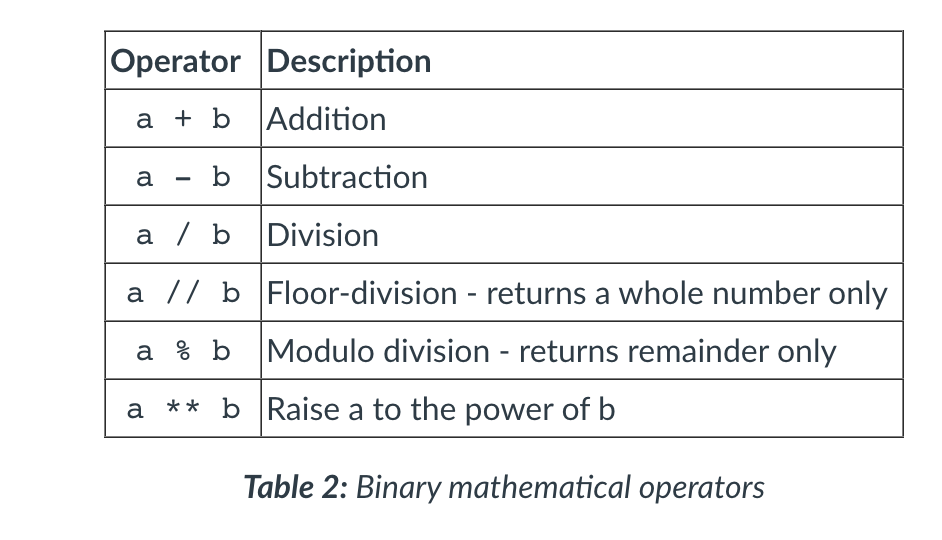 Operator Description
a + b Addition
a - b Subtraction
a / b Division
a // b Floor-division - returns a whole number only
a % b Modulo division - returns remainder only
a ** b Raise a to the power of b
Table 2: Binary mathematical operators